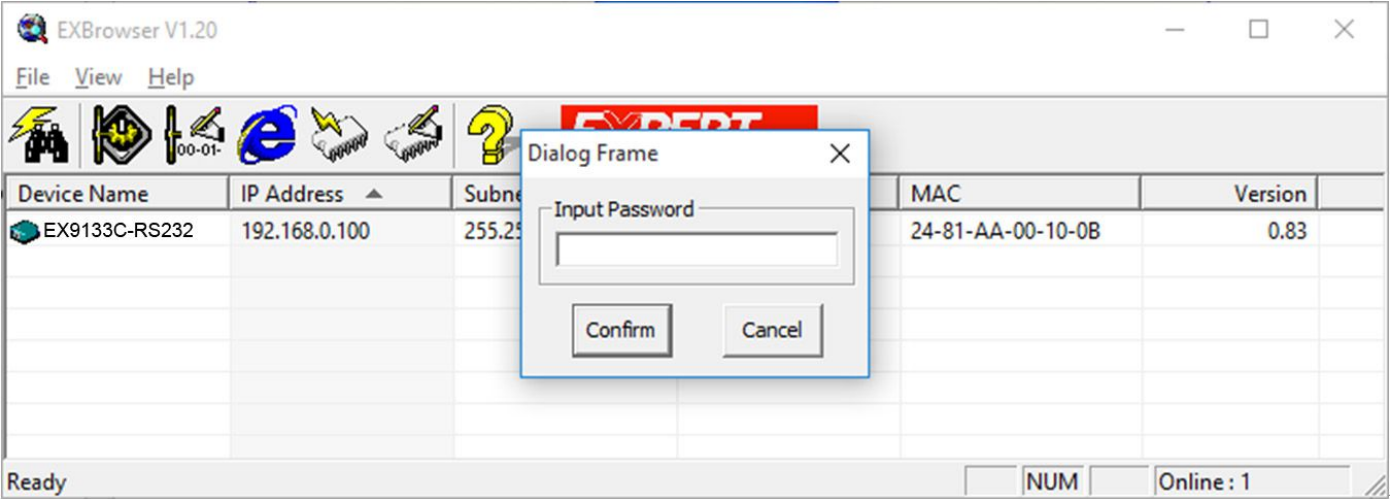 EXBrowser V1.20
File View Help
00-01-
Dialog Frame
Device Name IP Address MAC Version
Input Password
EX9133C-RS232 192.168.0.100 24-81-AA-00-10-0B 0.83
Confirm Cancel
Ready NUM Online : 1